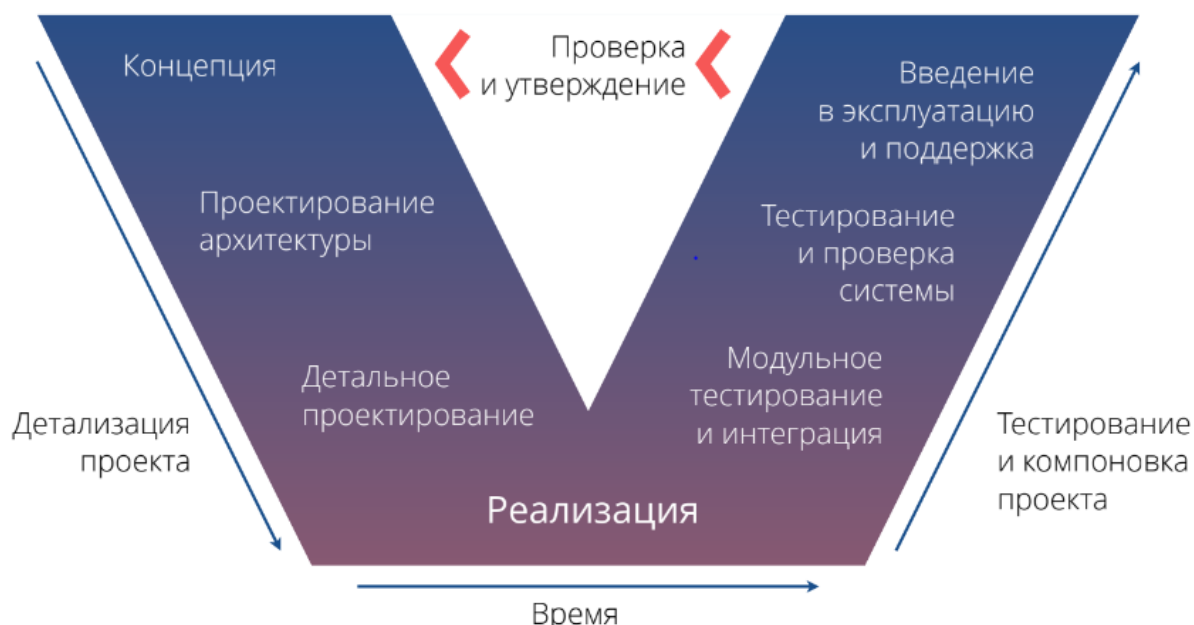 Концепция
Проверка
и утверждение
Введение
в эксплуатацию
и поддержка
Проектирование
архитектуры
Тестирование
и проверка
системы
Детальное
проектирование
Модульное
тестирование
и интеграция
Детализация
проекта
Тестирование
и компоновка
проекта
Реализация
Время